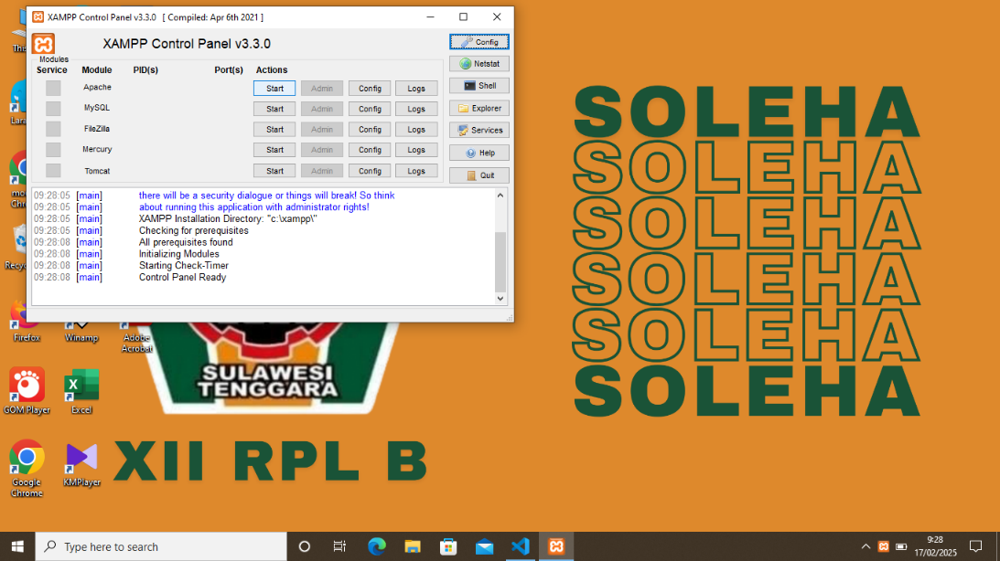 XAMPP Control Panel v3.3.0 [ Compiled: Apr 6th 2021 ]
XAMPP Control Panel v3.3.0
Config
Modules
Service Module PID(s) Port(s) Actions
Netstat
Apache Start Admin Config Logs
Shell
MySQL Start Admin Config Logs
Explorer
FileZilla Start Admin Config Logs
Services
Mercury Start Admin Config Logs
Help
Tomcat Start Admin Config Logs
Quit
09:28:05 [main] there will be a security dialogue or things will break! So think
09:28:05 [main] about running this application with administrator rights!
09:28:05 [main] XAMPP Installation Directory: "c:\xampp\"
09:28:05 [main] Checking for prerequisites
09:28:08 [main] All prerequisites found
09:28:08 [main] Initializing Modules
09:28:08 [main] Starting Check-Timer
09:28:08 [main] Control Panel Ready
Firefox
Winamp
Adobe
Acrobat
GOM Player
Excel
Google
Chrome
KMPlayer
SULAWESI
TENGGARA
XII RPL B
SOLEHA
SOLEHA
SOLEHA
SOLEHA
SOLEHA
SOLEHA
Type here to search
9:28
17/02/2025